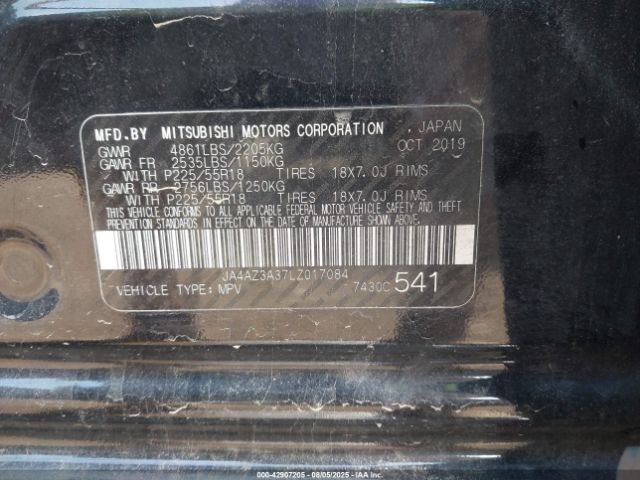 MFD.BY MITSUBISHI MOTORS CORPORATION JAPAN
GVWR 4861LBS/2205KG OCT 2019
GAWR FR 2535LBS/1150KG
WITH P225/55R18 TIRES 18X7.0J RIMS
GAWR RR 2756LBS/1250KG
WITH P225/55R18 TIRES 18X7.0J RIMS
THIS VEHICLE CONFORMS TO ALL APPLICABLE FEDERAL MOTOR VEHICLE SAFETY AND THEFT
PREVENTION STANDARDS IN EFFECT ON THE DATE OF MANUFACTURE SHOWN ABOVE.
JA4AZ3A37LZ017084
VEHICLE TYPE: MPV 7430C 541
000-42907205 - 08/05/2025 - IAA Inc.